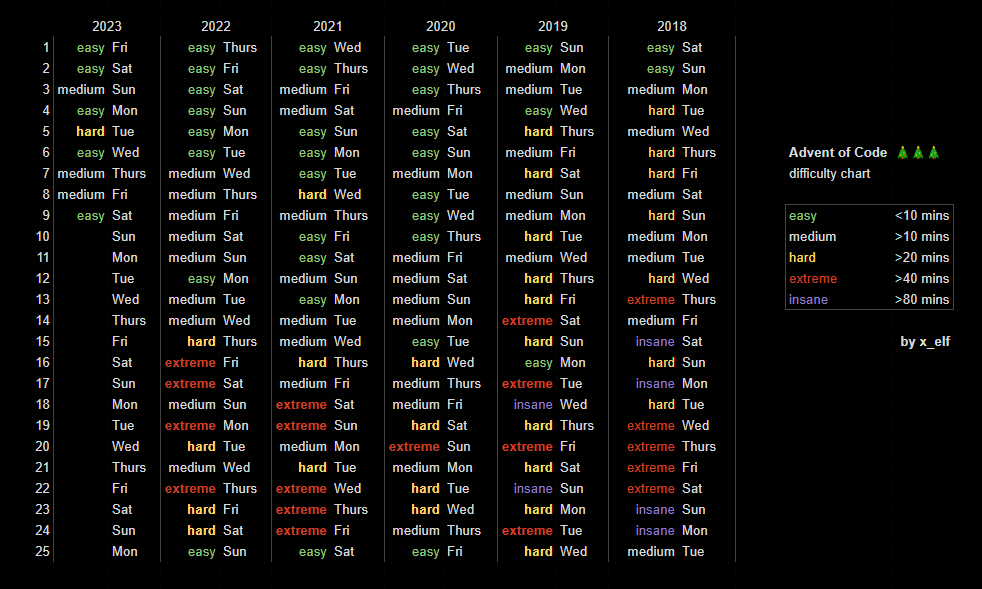 2023 2022 2021 2020 2019 2018
1 easy Fri easy Thurs easy Wed easy Tue easy Sun easy Sat
2 easy Sat easy Fri easy Thurs easy Wed medium Mon easy Sun
3 medium Sun easy Sat medium Fri easy Thurs medium Tue medium Mon
4 easy Mon easy Sun medium Sat medium Fri easy Wed hard Tue
5 hard Tue easy Mon easy Sun easy Sat hard Thurs medium Wed
6 easy Wed easy Tue easy Mon easy Sun medium Fri hard Thurs
7 medium Thurs medium Wed easy Tue medium Mon hard Sat hard Fri
8 medium Fri medium Thurs hard Wed easy Tue medium Sun medium Sat
9 easy Sat medium Fri medium Thurs easy Wed medium Mon hard Sun
10 Sun medium Sat easy Fri easy Thurs hard Tue medium Mon
11 Mon medium Sun easy Sat medium Fri medium Wed medium Tue
12 Tue easy Mon medium Sun medium Sat hard Thurs hard Wed
13 Wed medium Tue easy Mon medium Sun hard Fri extreme Thurs
14 Thurs medium Wed medium Tue medium Mon extreme Sat medium Fri
15 Fri hard Thurs medium Wed easy Tue hard Sun insane Sat
16 Sat extreme Fri hard Thurs hard Wed easy Mon hard Sun
17 Sun extreme Sat medium Fri medium Thurs extreme Tue insane Mon
18 Mon medium Sun extreme Sat medium Fri insane Wed hard Tue
19 Tue extreme Mon extreme Sun hard Sat hard Thurs extreme Wed
20 Wed hard Tue medium Mon extreme Sun extreme Fri extreme Thurs
21 Thurs medium Wed hard Tue medium Mon hard Sat extreme Fri
22 Fri extreme Thurs extreme Wed hard Tue insane Sun extreme Sat
23 Sat hard Fri extreme Thurs hard Wed hard Mon insane Sun
24 Sun hard Sat extreme Fri medium Thurs extreme Tue insane Mon
25 Mon easy Sun easy Sat easy Fri hard Wed medium Tue
Advent of Code
difficulty chart
easy <10 mins
medium >10 mins
hard >20 mins
extreme >40 mins
insane >80 mins
by x_elf